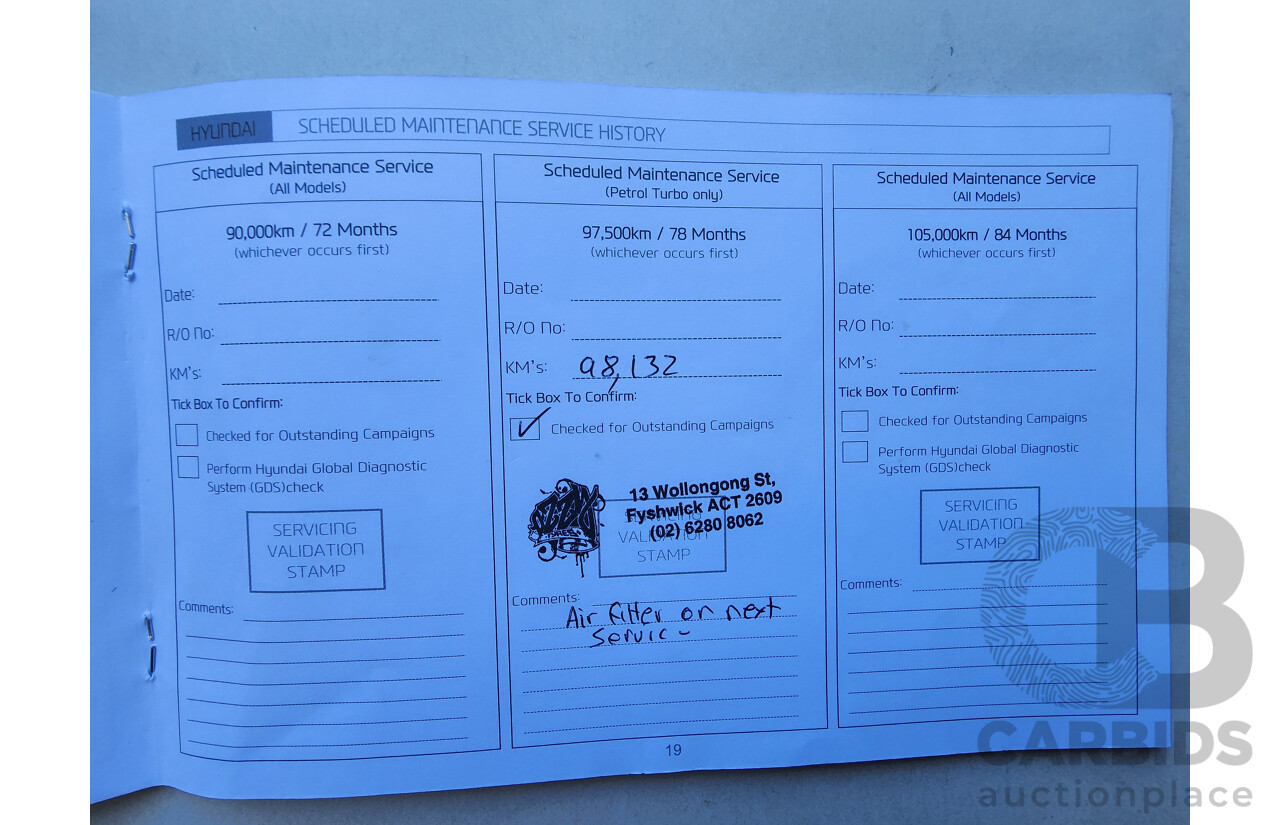 HYUNDAI SCHEDULED MAINTENANCE SERVICE HISTORY
Scheduled Maintenance Service
(All Models)
90,000km / 72 Months
(whichever occurs first)
Date:
R/O No:
KM's:
Tick Box To Confirm:
Checked for Outstanding Campaigns
Perform Hyundai Global Diagnostic
System (GDS)check
SERVICING
VALIDATION
STAMP
Comments:
Scheduled Maintenance Service
(Petrol Turbo only)
97,500km / 78 Months
(whichever occurs first)
Date:
R/O No:
KM's: 98,132
Tick Box To Confirm:
Checked for Outstanding Campaigns
13 Wollongong St,
Fyshwick ACT 2609
(02) 6280 8062
SERVICING
VALIDATION
STAMP
Comments:
Air filter on next
Servic
Scheduled Maintenance Service
(All Models)
105,000km / 84 Months
(whichever occurs first)
Date:
R/O No:
KM's:
Tick Box To Confirm:
Checked for Outstanding Campaigns
Perform Hyundai Global Diagnostic
System (GDS)check
SERVICING
VALIDATION
STAMP
Comments:
19
CB
CARBIDS
auctionplace